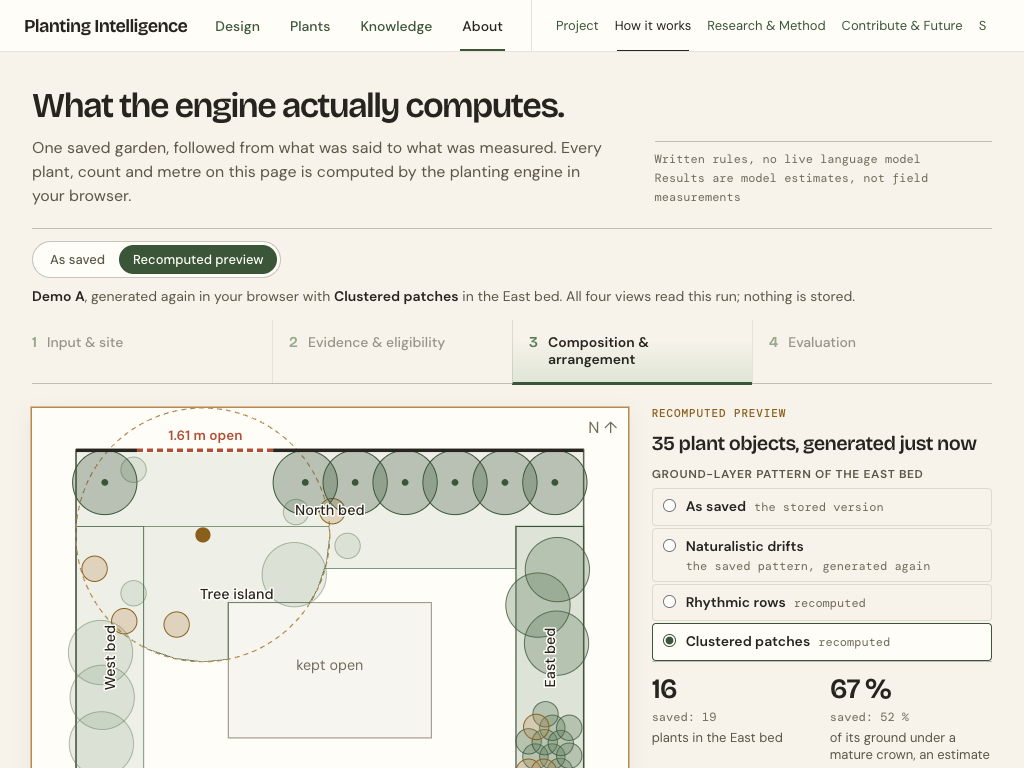 Planting Intelligence
Design
Plants
Knowledge
About
Project
How it works
Research & Method
Contribute & Future
S
What the engine actually computes.
One saved garden, followed from what was said to what was measured. Every
plant, count and metre on this page is computed by the planting engine in
your browser.
Written rules, no live language model
Results are model estimates, not field
measurements
As saved
Recomputed preview
Demo A, generated again in your browser with Clustered patches in the East bed. All four views read this run; nothing is stored.
1 Input & site
2 Evidence & eligibility
3 Composition &
arrangement
4 Evaluation
1.61 m open
N ↑
North bed
Tree island
West bed
kept open
East bed
RECOMPUTED PREVIEW
35 plant objects, generated just now
GROUND-LAYER PATTERN OF THE EAST BED
As saved the stored version
Naturalistic drifts
the saved pattern, generated again
Rhythmic rows recomputed
Clustered patches recomputed
16
saved: 19
plants in the East bed
67 %
saved: 52 %
of its ground under a
mature crown, an estimate